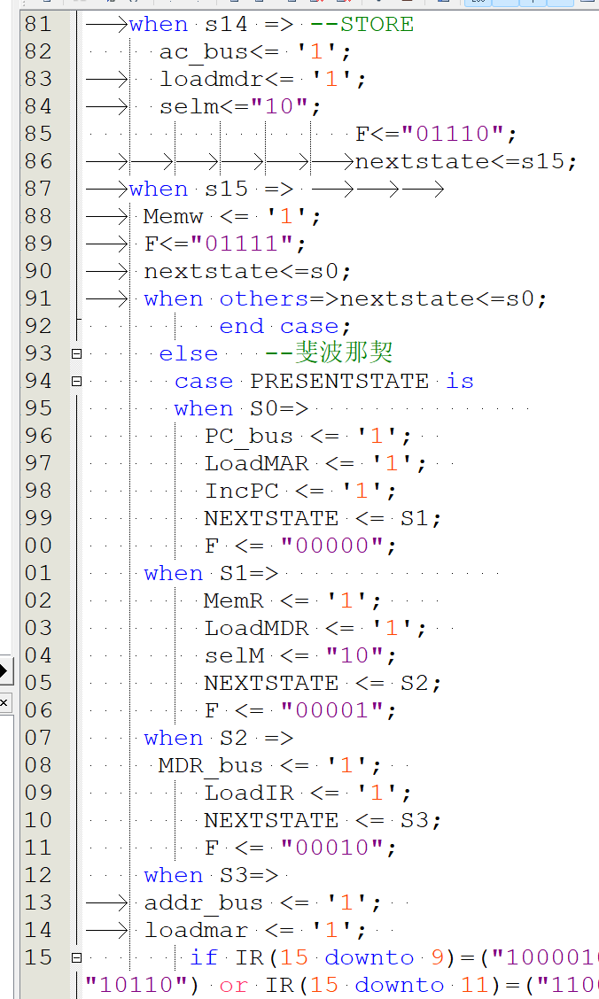 81 when s14 => --STORE
82 ac_bus<= '1';
83 loadmdr<= '1';
84 selm<="10";
85 F<="01110";
86 nextstate<=s15;
87 when s15 =>
88 Memw <= '1';
89 F<="01111";
90 nextstate<=s0;
91 when others=>nextstate<=s0;
92 end case;
93 else --斐波那契
94 case PRESENTSTATE is
95 when S0=>
96 PC_bus <= '1';
97 LoadMAR <= '1';
98 IncPC <= '1';
99 NEXTSTATE <= S1;
00 F <= "00000";
01 when S1=>
02 MemR <= '1';
03 LoadMDR <= '1';
04 selM <= "10";
05 NEXTSTATE <= S2;
06 F <= "00001";
07 when S2 =>
08 MDR_bus <= '1';
09 LoadIR <= '1';
10 NEXTSTATE <= S3;
11 F <= "00010";
12 when S3=>
13 addr_bus <= '1';
14 loadmar <= '1';
15 if IR(15 downto 9)=("100001
"10110") or IR(15 downto 11)=("110